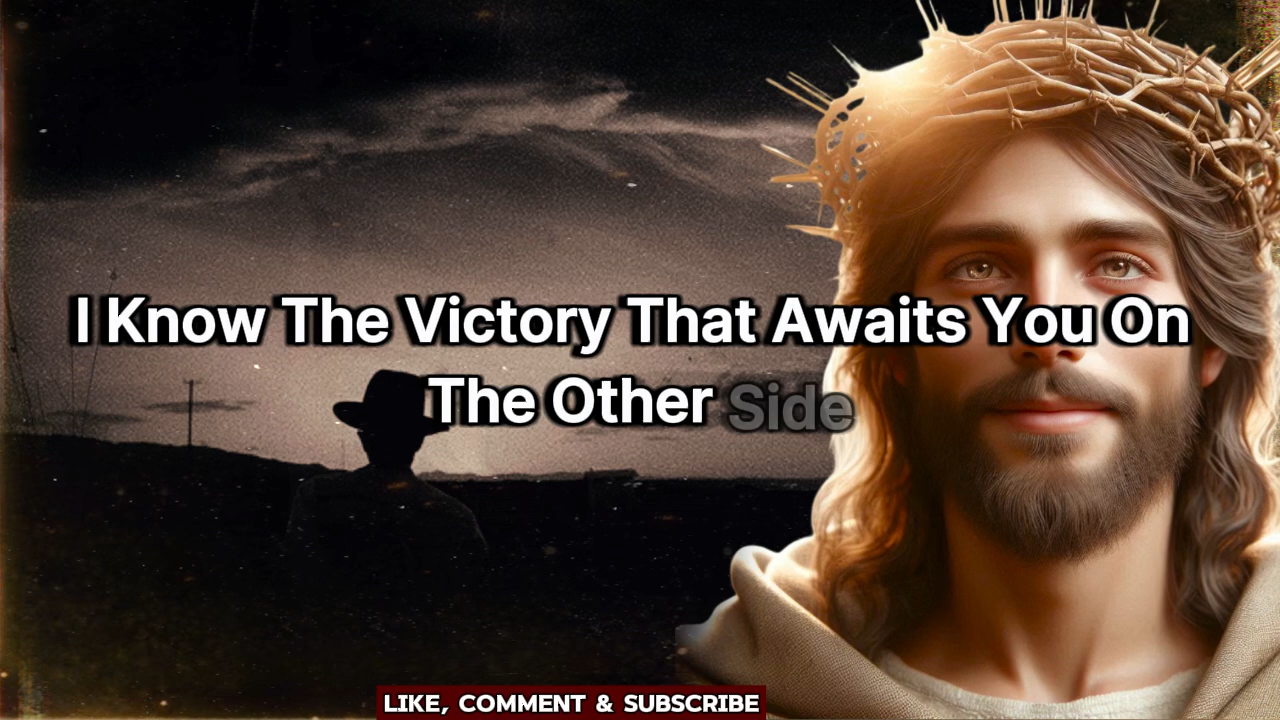 I Know The Victory That Awaits You On
The Other Side
LIKE, COMMENT & SUBSCRIBE